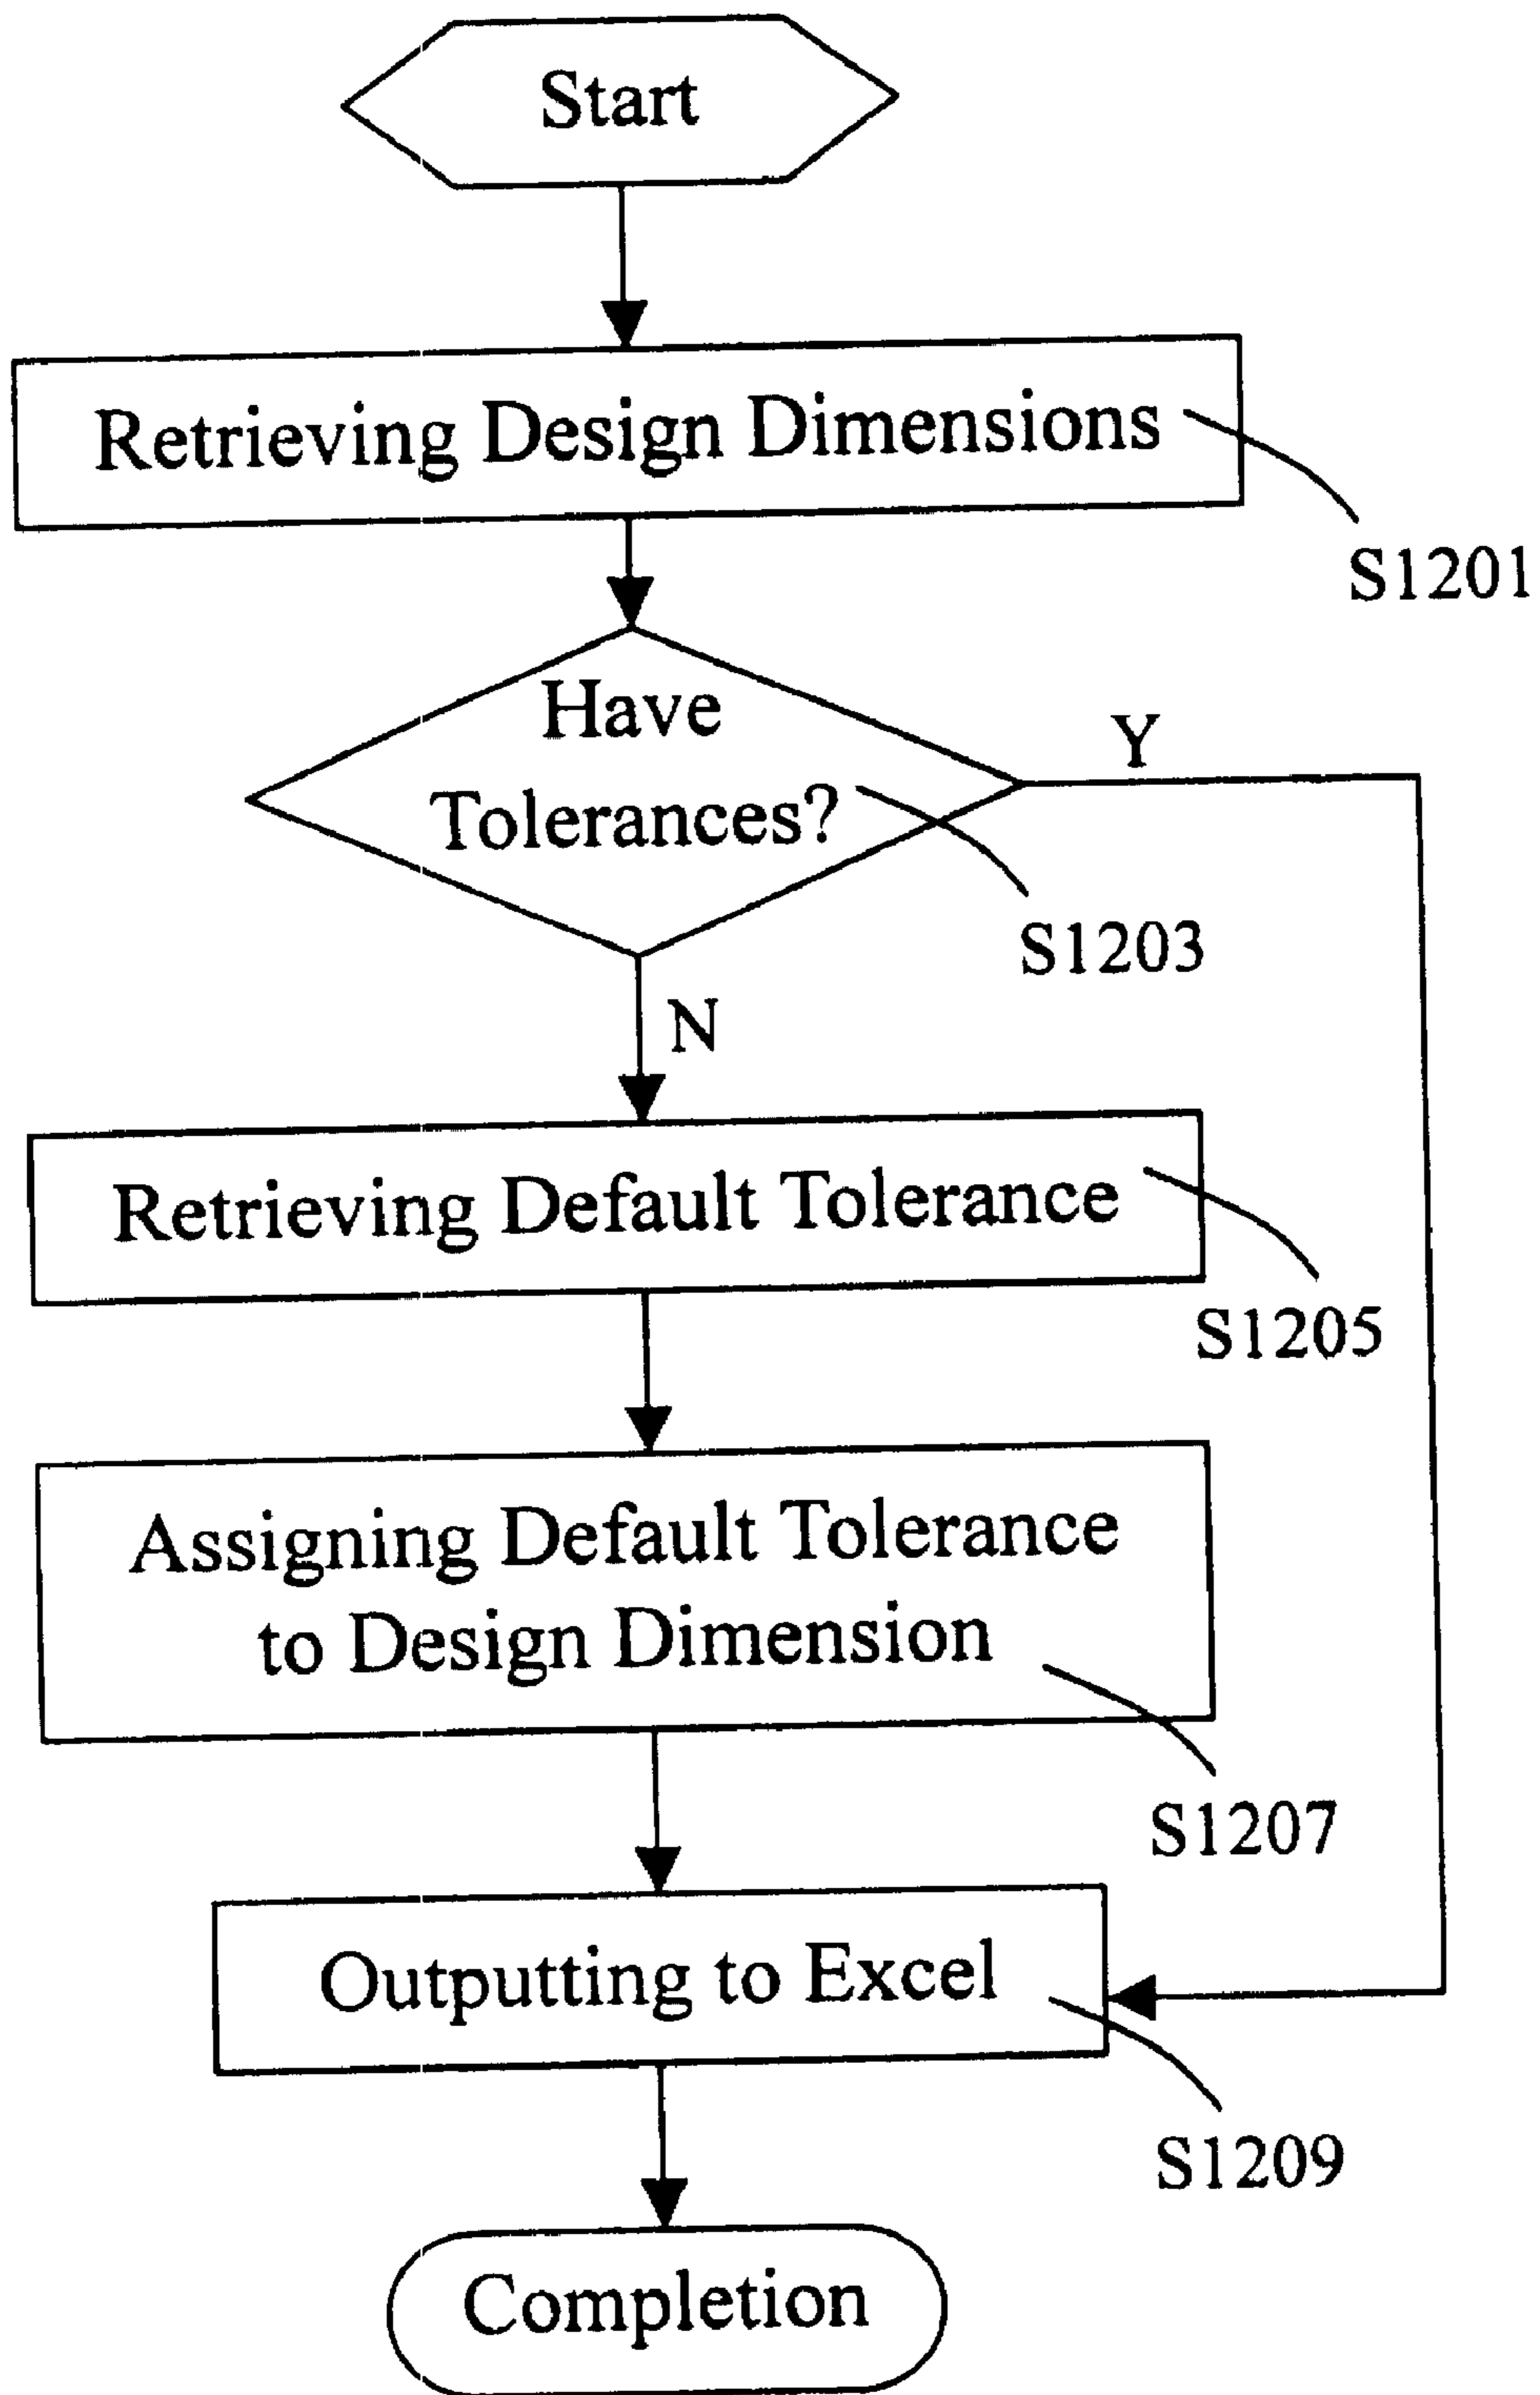 Start
Retrieving Design Dimensions
S1201
Have
Tolerances?
Y
S1203
N
Retrieving Default Tolerance
S1205
Assigning Default Tolerance
to Design Dimension
S1207
Outputting to Excel
S1209
Completion